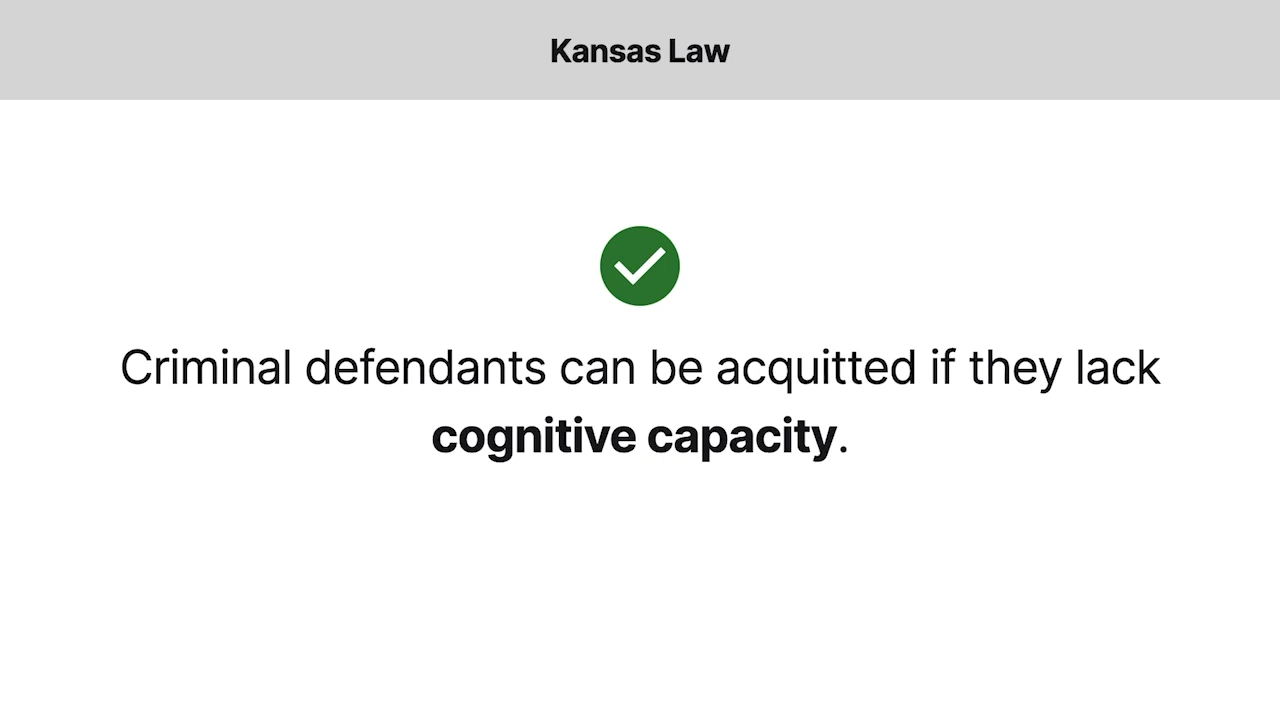 Kansas Law
Criminal defendants can be acquitted if they lack
cognitive capacity.